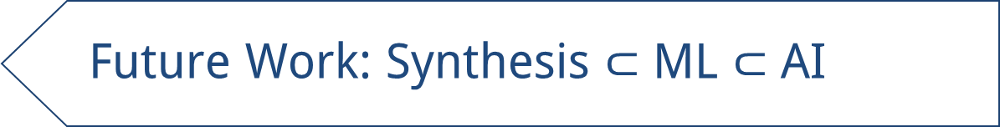 Future Work: Synthesis ⊂ ML ⊂ AI